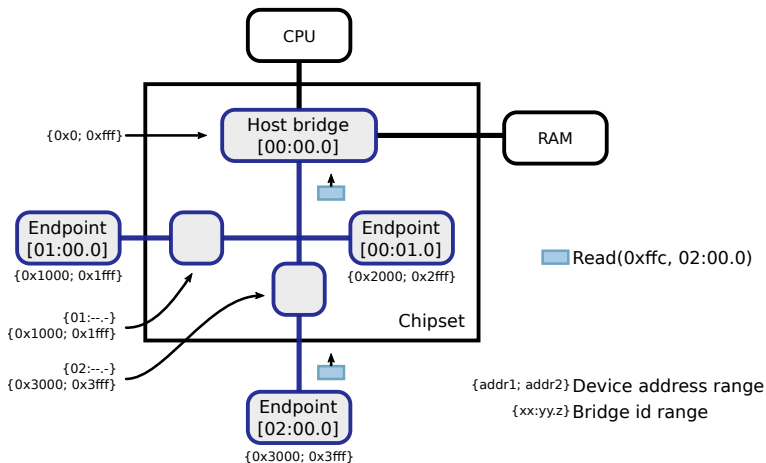 CPU
Host bridge
[00:00.0]
{0x0; 0xfff}
RAM
Endpoint
[01:00.0]
{0x1000; 0x1fff}
Endpoint
[00:01.0]
{0x2000; 0x2fff}
Read(0xffc, 02:00.0)
{01:--.-}
{0x1000; 0x1fff}
Chipset
{02:--.-}
{0x3000; 0x3fff}
Endpoint
[02:00.0]
{0x3000; 0x3fff}
{addr1; addr2} Device address range
{xx:yy.z} Bridge id range